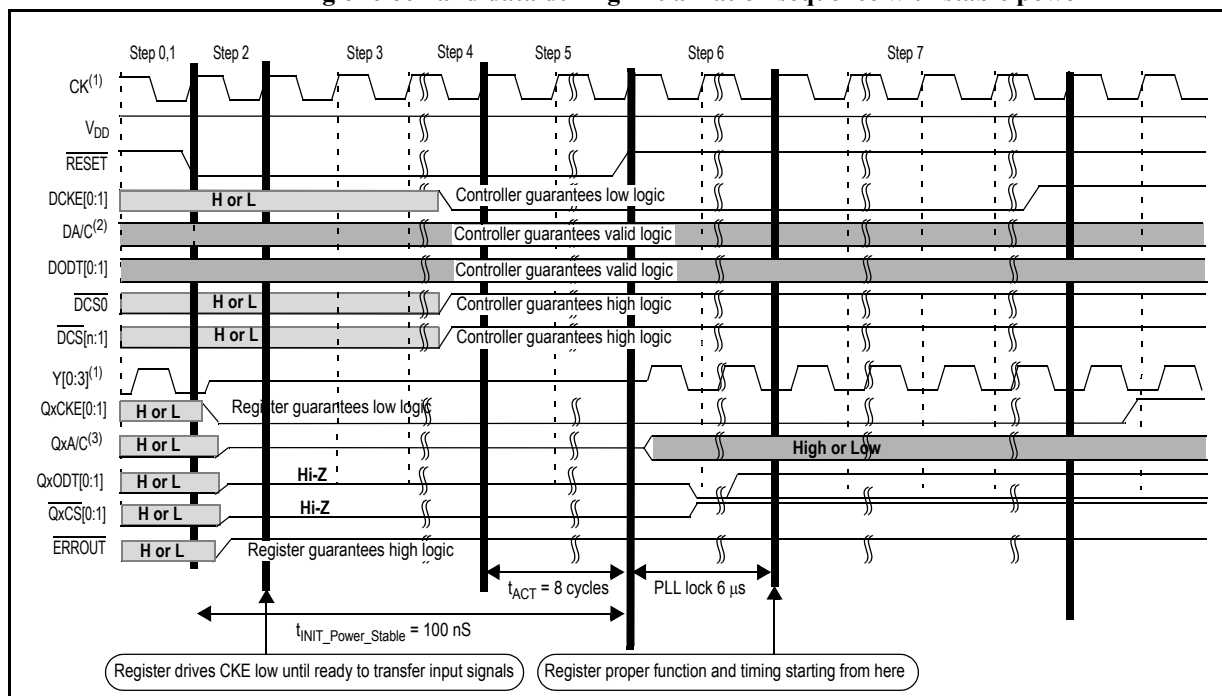 Step 0,1 Step 2 Step 3 Step 4 Step 5 Step 6 Step 7
CK(1)
VDD
RESET
DCKE[0:1] H or L Controller guarantees low logic
DA/C(2) Controller guarantees valid logic
DODT[0:1] Controller guarantees valid logic
DCS0 H or L Controller guarantees high logic
DCS[n:1] H or L Controller guarantees high logic
Y[0:3](1)
QxCKE[0:1] H or L Register guarantees low logic
QxA/C(3) H or L High or Low
QxODT[0:1] H or L Hi-Z
QxCS[0:1] H or L Hi-Z
ERROUT H or L Register guarantees high logic
tACT = 8 cycles PLL lock 6 μs
tINIT_Power_Stable = 100 nS
Register drives CKE low until ready to transfer input signals Register proper function and timing starting from here